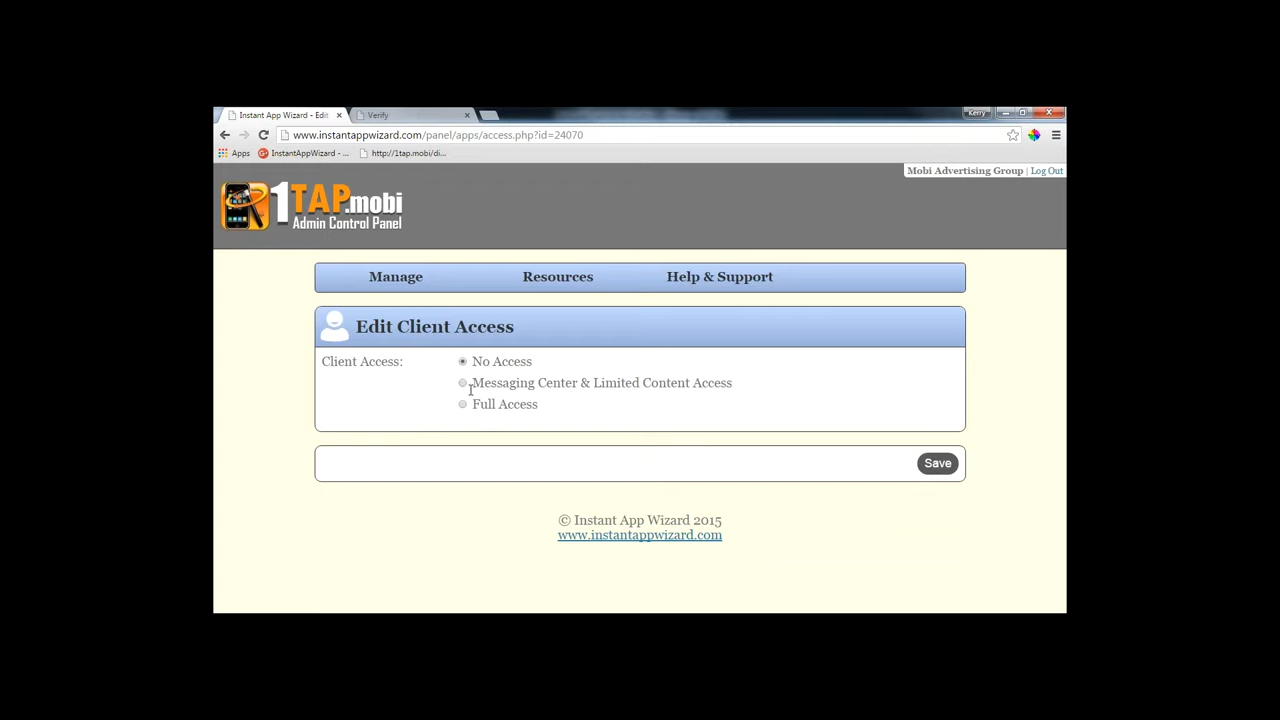 Instant App Wizard - Edit
Verify
Kerry
www.instantappwizard.com/panel/apps/access.php?id=24070
Apps
InstantAppWizard - ...
http://1tap.mobi/di...
Mobi Advertising Group | Log Out
1TAP.mobi
Admin Control Panel
Manage
Resources
Help & Support
Edit Client Access
Client Access:
No Access
Messaging Center & Limited Content Access
Full Access
Save
© Instant App Wizard 2015
www.instantappwizard.com